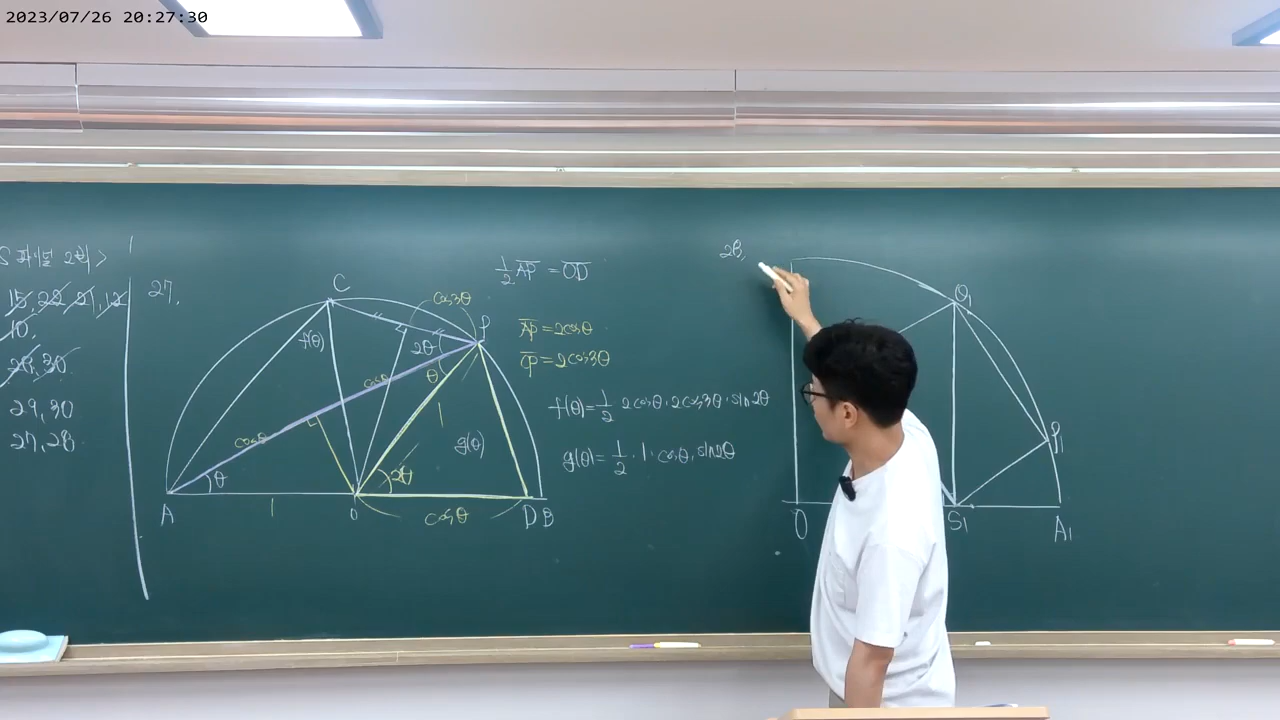 2023/07/26 20:27:30
S 파이널 2회>
15, 22, 21, 12
10,
28, 30
29, 30
27, 28
27,
C
P
f(θ)
cos3θ
2θ
θ
cosθ
cosθ
1
g(θ)
θ
2θ
A
1
O
cosθ
D
B
1/2 AP = OD
AP = 2cosθ
CP = 2cos3θ
f(θ) = 1/2 · 2cosθ · 2cos3θ · sin2θ
g(θ) = 1/2 · 1 · cosθ · sin2θ
28,
Q1
P1
O
S1
A1